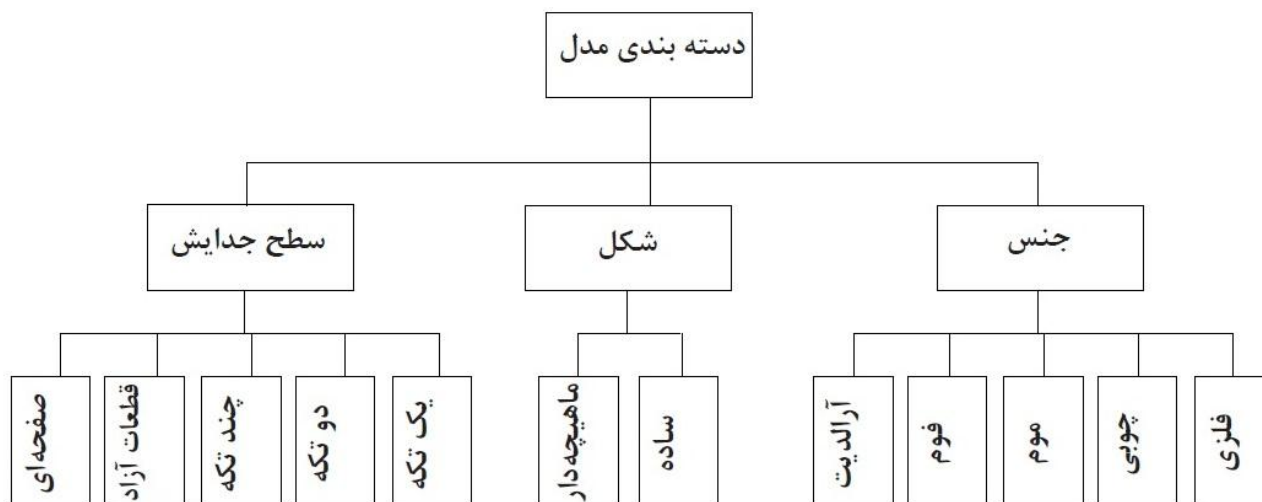 دسته بندی مدل
جنس
شکل
سطح جدایش
فلزی
چوبی
موم
فوم
آرالدیت
ساده
ماهیچه‌دار
یک تکه
دو تکه
چند تکه
قطعات آزاد
صفحه‌ای